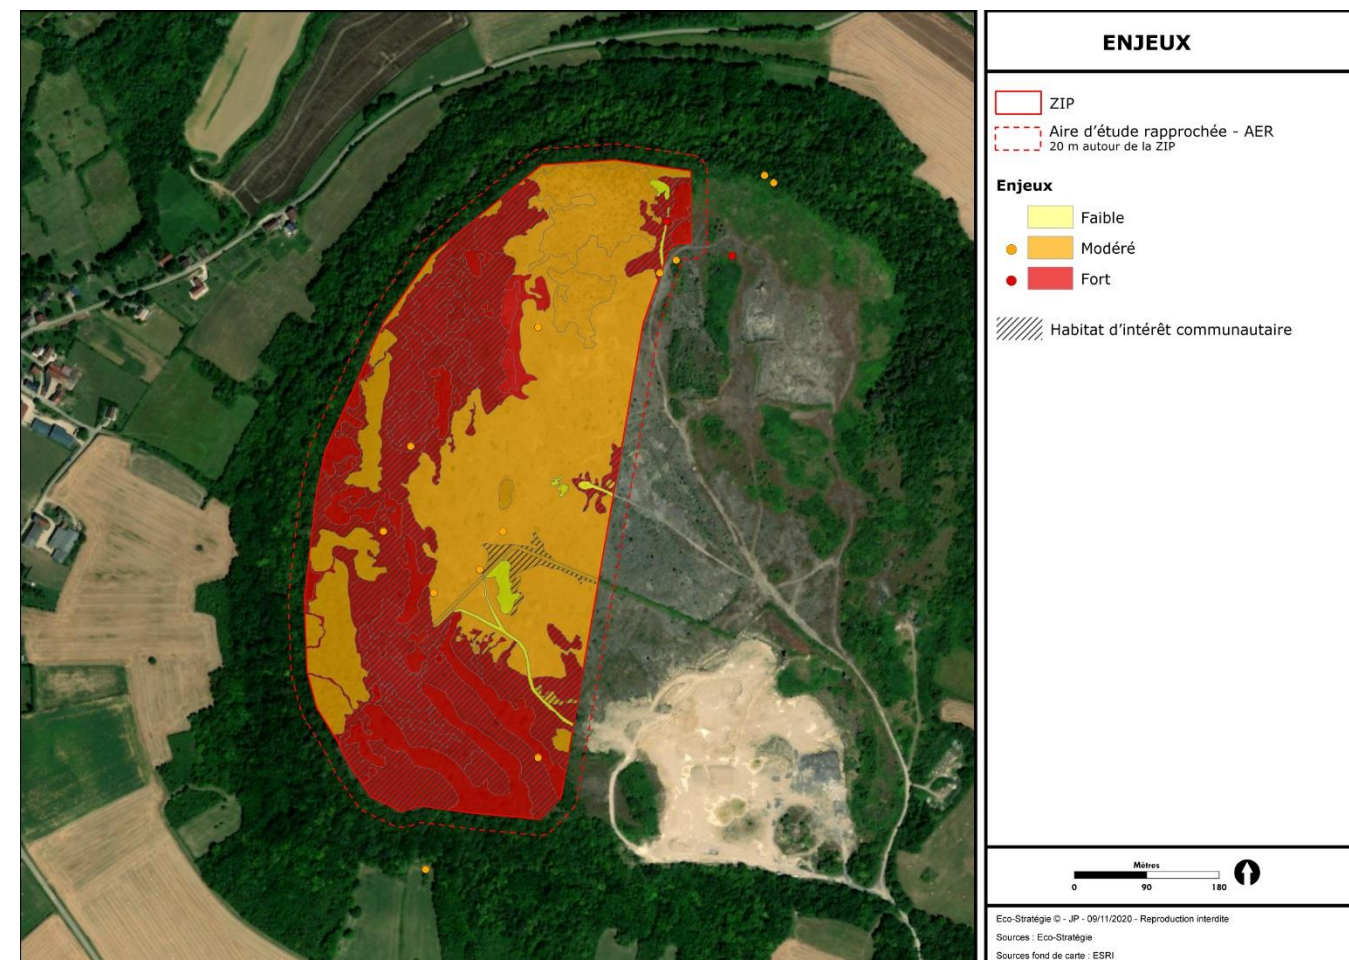 ENJEUX
ZIP
Aire d'étude rapprochée - AER
20 m autour de la ZIP
Enjeux
Faible
Modéré
Fort
Habitat d'intérêt communautaire
Mètres
0 90 180
Eco-Stratégie © - JP - 09/11/2020 - Reproduction interdite
Sources : Eco-Stratégie
Sources fond de carte : ESRI